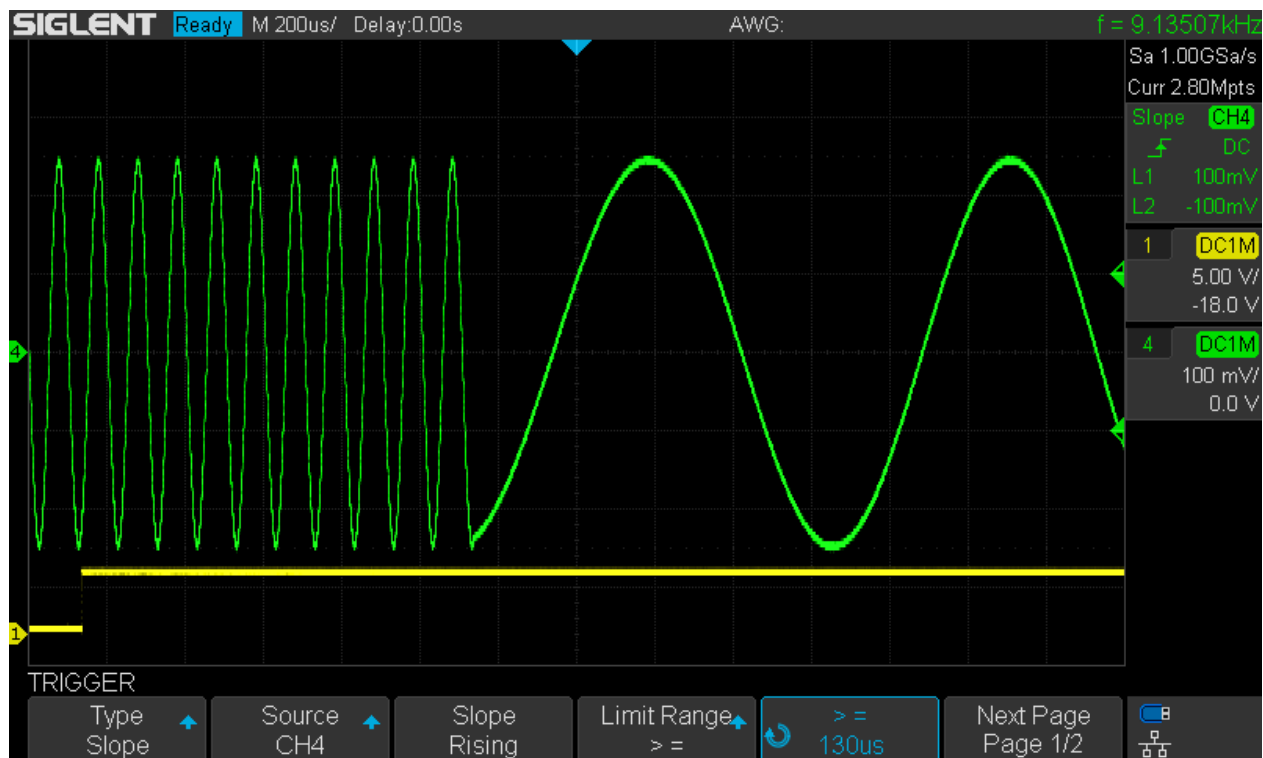 SIGLENT Ready M 200us/ Delay:0.00s AWG: f = 9.13507kHz
Sa 1.00GSa/s
Curr 2.80Mpts
Slope CH4
DC
L1 100mV
L2 -100mV
1 DC1M
5.00 V/
-18.0 V
4 DC1M
100 mV/
0.0 V
4
1
TRIGGER
Type
Slope
Source
CH4
Slope
Rising
Limit Range
> =
> =
130us
Next Page
Page 1/2